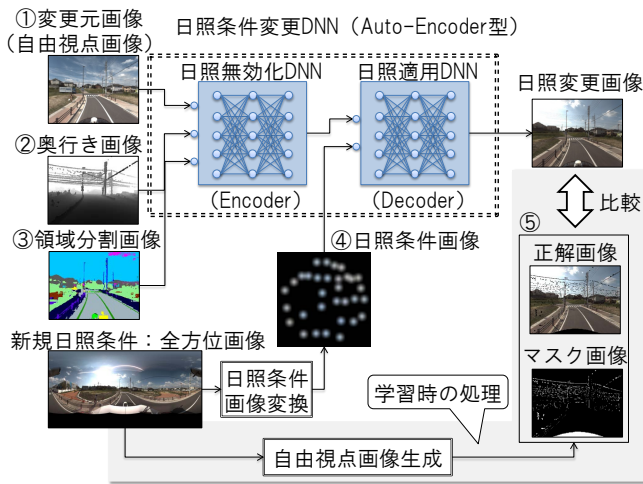 ①変更元画像
(自由視点画像)
日照条件変更DNN(Auto-Encoder型)
日照無効化DNN
日照適用DNN
日照変更画像
②奥行き画像
(Encoder)
(Decoder)
比較
③領域分割画像
④日照条件画像
⑤
正解画像
新規日照条件：全方位画像
マスク画像
日照条件
画像変換
学習時の処理
自由視点画像生成